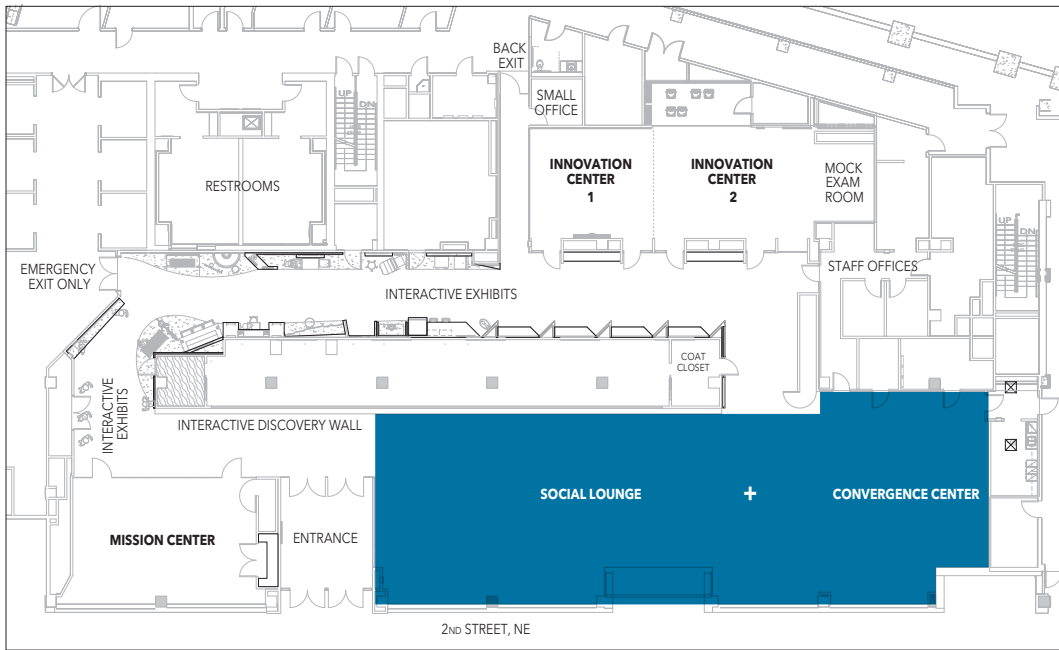 BACK
EXIT
UP
DN
SMALL
OFFICE
RESTROOMS
INNOVATION
CENTER
1
INNOVATION
CENTER
2
MOCK
EXAM
ROOM
UP
DN
EMERGENCY
EXIT ONLY
STAFF OFFICES
INTERACTIVE EXHIBITS
COAT
CLOSET
INTERACTIVE
EXHIBITS
INTERACTIVE DISCOVERY WALL
SOCIAL LOUNGE
+
CONVERGENCE CENTER
MISSION CENTER
ENTRANCE
2ND STREET, NE